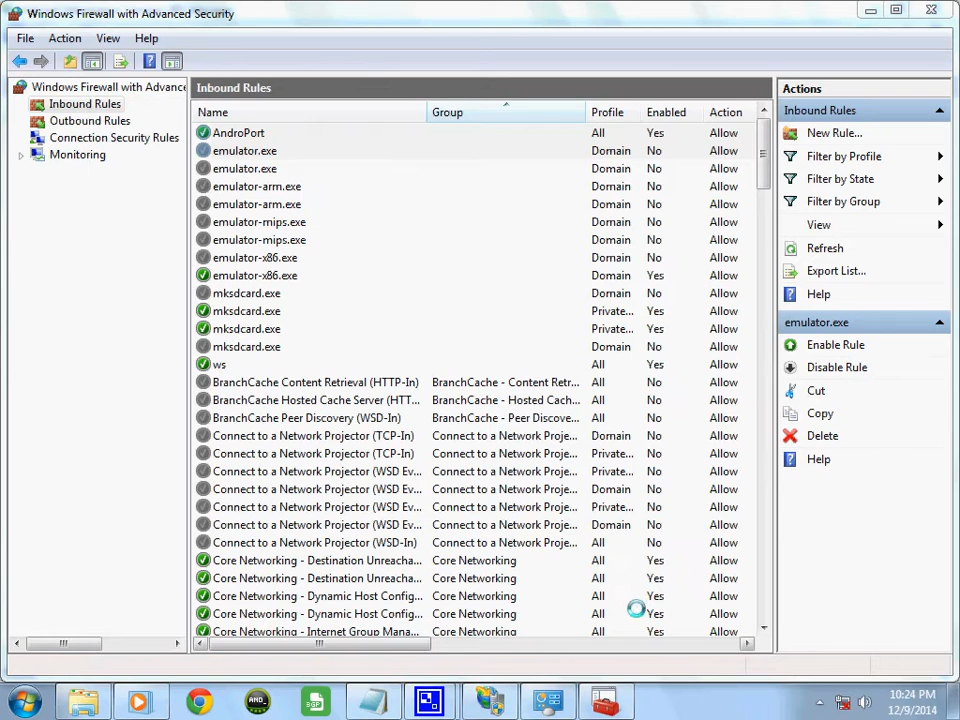 Windows Firewall with Advanced Security
File Action View Help
Windows Firewall with Advance
Inbound Rules
Outbound Rules
Connection Security Rules
Monitoring
Inbound Rules
Name Group Profile Enabled Action
AndroPort All Yes Allow
emulator.exe Domain No Allow
emulator.exe Domain No Allow
emulator-arm.exe Domain No Allow
emulator-arm.exe Domain No Allow
emulator-mips.exe Domain No Allow
emulator-mips.exe Domain No Allow
emulator-x86.exe Domain No Allow
emulator-x86.exe Domain Yes Allow
mksdcard.exe Domain No Allow
mksdcard.exe Private... Yes Allow
mksdcard.exe Private... Yes Allow
mksdcard.exe Domain No Allow
ws All Yes Allow
BranchCache Content Retrieval (HTTP-In) BranchCache - Content Retr... All No Allow
BranchCache Hosted Cache Server (HTT... BranchCache - Hosted Cach... All No Allow
BranchCache Peer Discovery (WSD-In) BranchCache - Peer Discove... All No Allow
Connect to a Network Projector (TCP-In) Connect to a Network Proje... Domain No Allow
Connect to a Network Projector (TCP-In) Connect to a Network Proje... Private... No Allow
Connect to a Network Projector (WSD Ev... Connect to a Network Proje... Private... No Allow
Connect to a Network Projector (WSD Ev... Connect to a Network Proje... Domain No Allow
Connect to a Network Projector (WSD Ev... Connect to a Network Proje... Private... No Allow
Connect to a Network Projector (WSD Ev... Connect to a Network Proje... Domain No Allow
Connect to a Network Projector (WSD-In) Connect to a Network Proje... All No Allow
Core Networking - Destination Unreacha... Core Networking All Yes Allow
Core Networking - Destination Unreacha... Core Networking All Yes Allow
Core Networking - Dynamic Host Config... Core Networking All Yes Allow
Core Networking - Dynamic Host Config... Core Networking All Yes Allow
Core Networking - Internet Group Mana... Core Networking All Yes Allow
Actions
Inbound Rules
New Rule...
Filter by Profile
Filter by State
Filter by Group
View
Refresh
Export List...
Help
emulator.exe
Enable Rule
Disable Rule
Cut
Copy
Delete
Help
AND_
GP
10:24 PM
12/9/2014